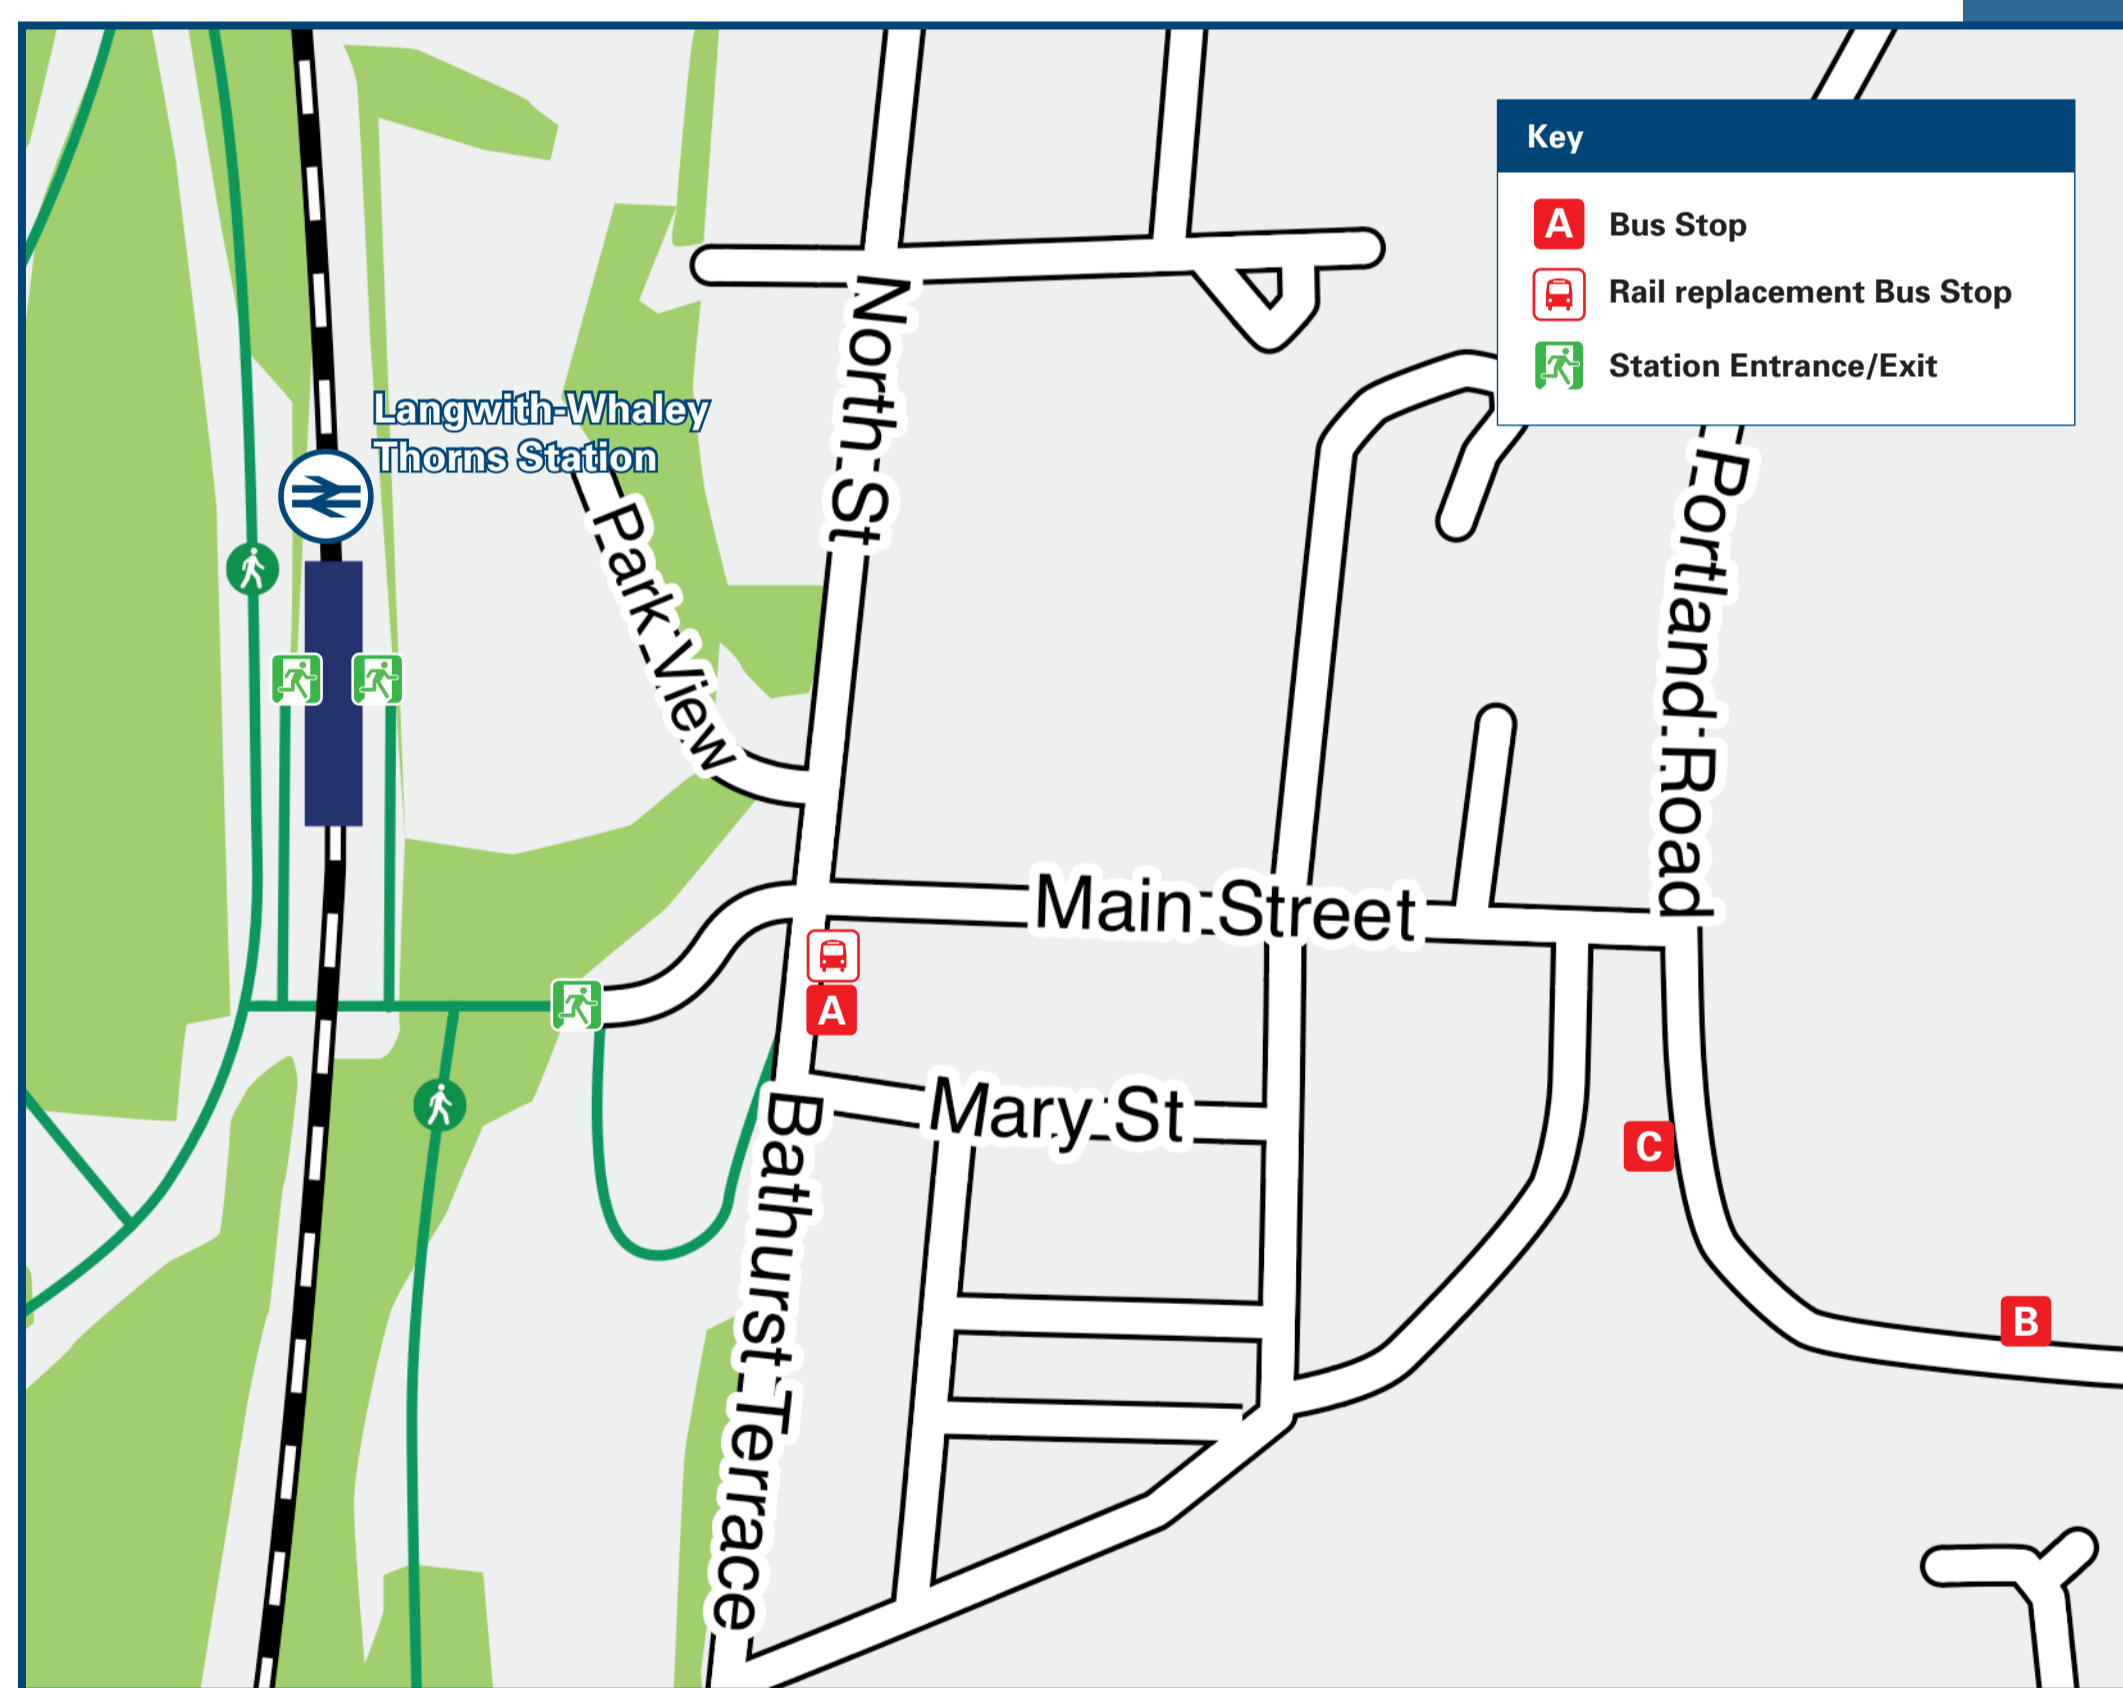 Key
A Bus Stop
Rail replacement Bus Stop
Station Entrance/Exit
Langwith-Whaley
Thorns Station
North St
Park View
Portland Road
Main Street
A
Mary St
C
Bathurst Terrace
B